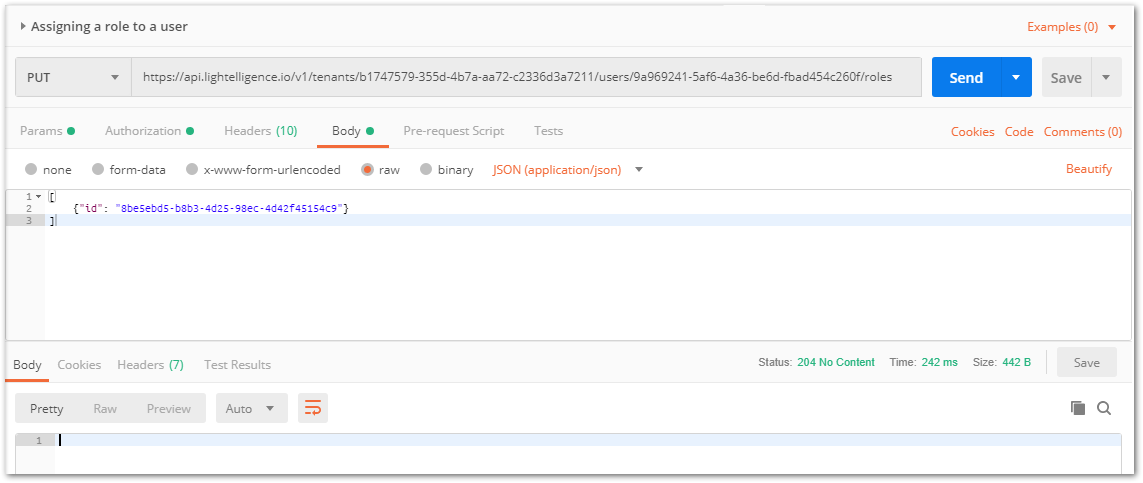 Assigning a role to a user Examples (0)
PUT https://api.lightelligence.io/v1/tenants/b1747579-355d-4b7a-aa72-c2336d3a7211/users/9a969241-5af6-4a36-be6d-fbad454c260f/roles Send Save
Params Authorization Headers (10) Body Pre-request Script Tests Cookies Code Comments (0)
none form-data x-www-form-urlencoded raw binary JSON (application/json) Beautify
1 [
2 {"id": "8be5ebd5-b8b3-4d25-98ec-4d42f45154c9"}
3 ]
Body Cookies Headers (7) Test Results Status: 204 No Content Time: 242 ms Size: 442 B Save
Pretty Raw Preview Auto
1